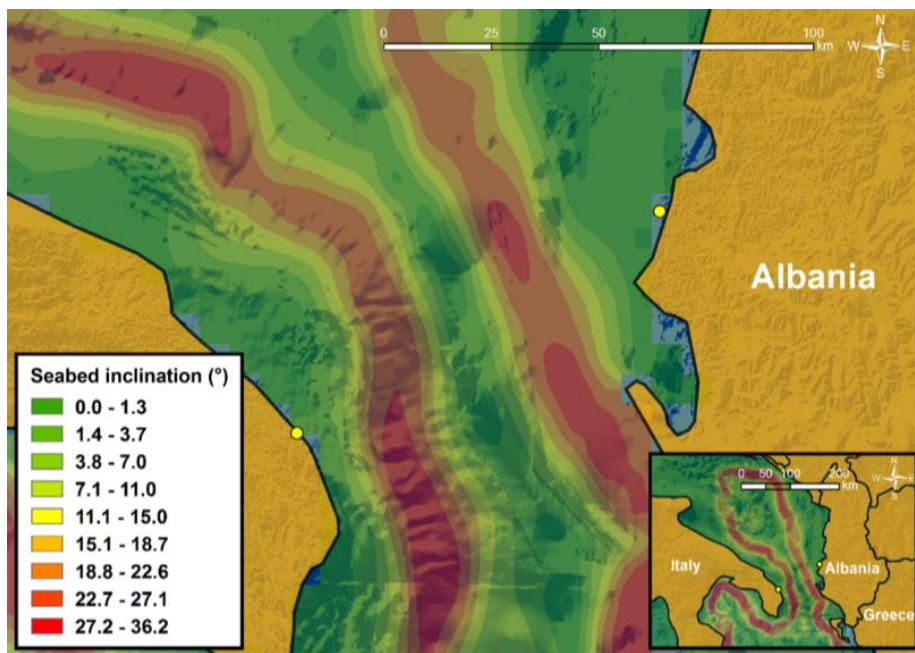 0 25 50 100
km
N
W E
S
Albania
Seabed inclination (°)
0.0 - 1.3
1.4 - 3.7
3.8 - 7.0
7.1 - 11.0
11.1 - 15.0
15.1 - 18.7
18.8 - 22.6
22.7 - 27.1
27.2 - 36.2
0 50 100 200
km
N
W E
S
Italy
Albania
Greece